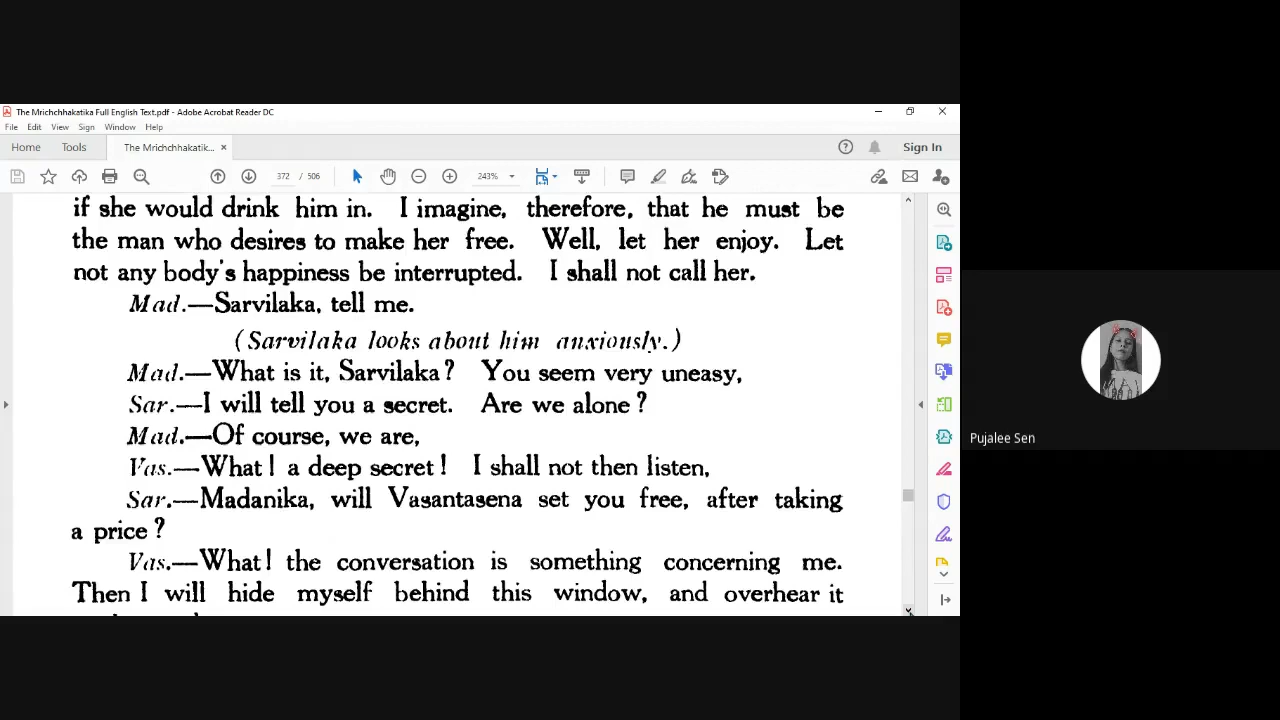 The Mrichchhakatika Full English Text.pdf - Adobe Acrobat Reader DC
File Edit View Sign Window Help
Home Tools The Mrichchhakatik... × Sign In
372 / 506 243%
if she would drink him in. I imagine, therefore, that he must be
the man who desires to make her free. Well, let her enjoy. Let
not any body's happiness be interrupted. I shall not call her.
Mad.—Sarvilaka, tell me.
(Sarvilaka looks about him anxiously.)
Mad.—What is it, Sarvilaka? You seem very uneasy,
Sar.—I will tell you a secret. Are we alone?
Mad.—Of course, we are,
Vas.—What! a deep secret! I shall not then listen,
Sar.—Madanika, will Vasantasena set you free, after taking
a price?
Vas.—What! the conversation is something concerning me.
Then I will hide myself behind this window, and overhear it
Pujalee Sen